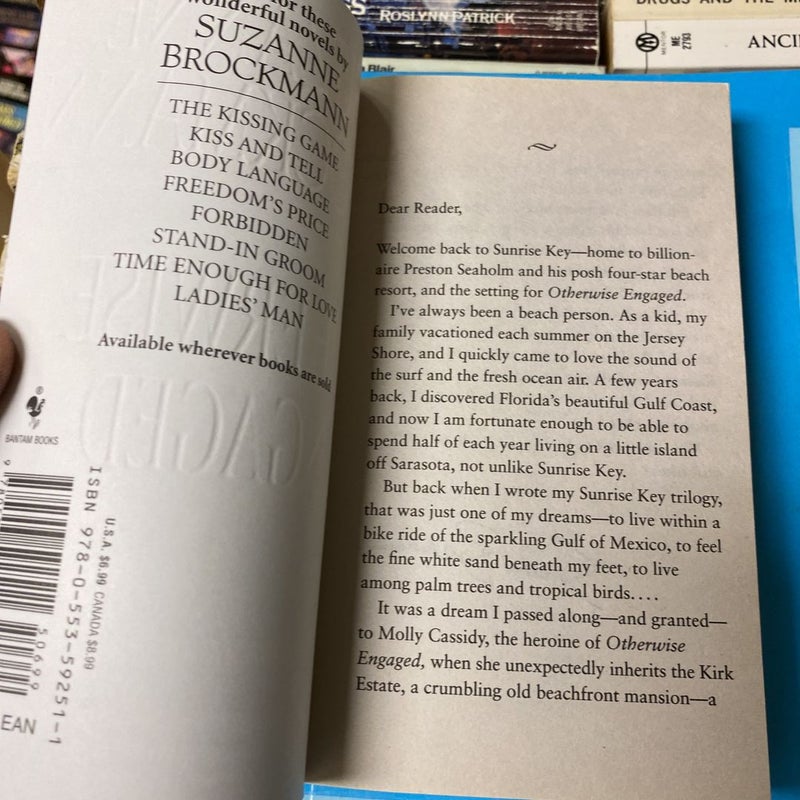 for these
wonderful novels by
SUZANNE
BROCKMANN
THE KISSING GAME
KISS AND TELL
BODY LANGUAGE
FREEDOM'S PRICE
FORBIDDEN
STAND-IN GROOM
TIME ENOUGH FOR LOVE
LADIES' MAN
Available wherever books are sold
BANTAM BOOKS
U.S.A. $6.99 CANADA $8.99
ISBN 978-0-553-59251-1
50699
EAN
ROSLYNN PATRICK
Blair
DRUGS AND THE
MENTOR
ME
2793
ANCI
Dear Reader,
Welcome back to Sunrise Key—home to billion-
aire Preston Seaholm and his posh four-star beach
resort, and the setting for Otherwise Engaged.
I've always been a beach person. As a kid, my
family vacationed each summer on the Jersey
Shore, and I quickly came to love the sound of
the surf and the fresh ocean air. A few years
back, I discovered Florida's beautiful Gulf Coast,
and now I am fortunate enough to be able to
spend half of each year living on a little island
off Sarasota, not unlike Sunrise Key.
But back when I wrote my Sunrise Key trilogy,
that was just one of my dreams—to live within a
bike ride of the sparkling Gulf of Mexico, to feel
the fine white sand beneath my feet, to live
among palm trees and tropical birds....
It was a dream I passed along—and granted—
to Molly Cassidy, the heroine of Otherwise
Engaged, when she unexpectedly inherits the Kirk
Estate, a crumbling old beachfront mansion—a